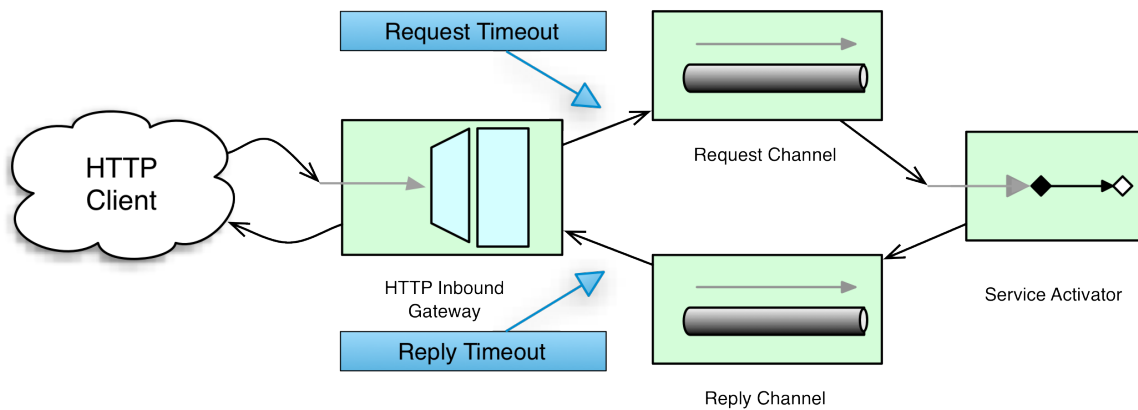 Request Timeout
HTTP
Client
Request Channel
HTTP Inbound
Gateway
Service Activator
Reply Timeout
Reply Channel